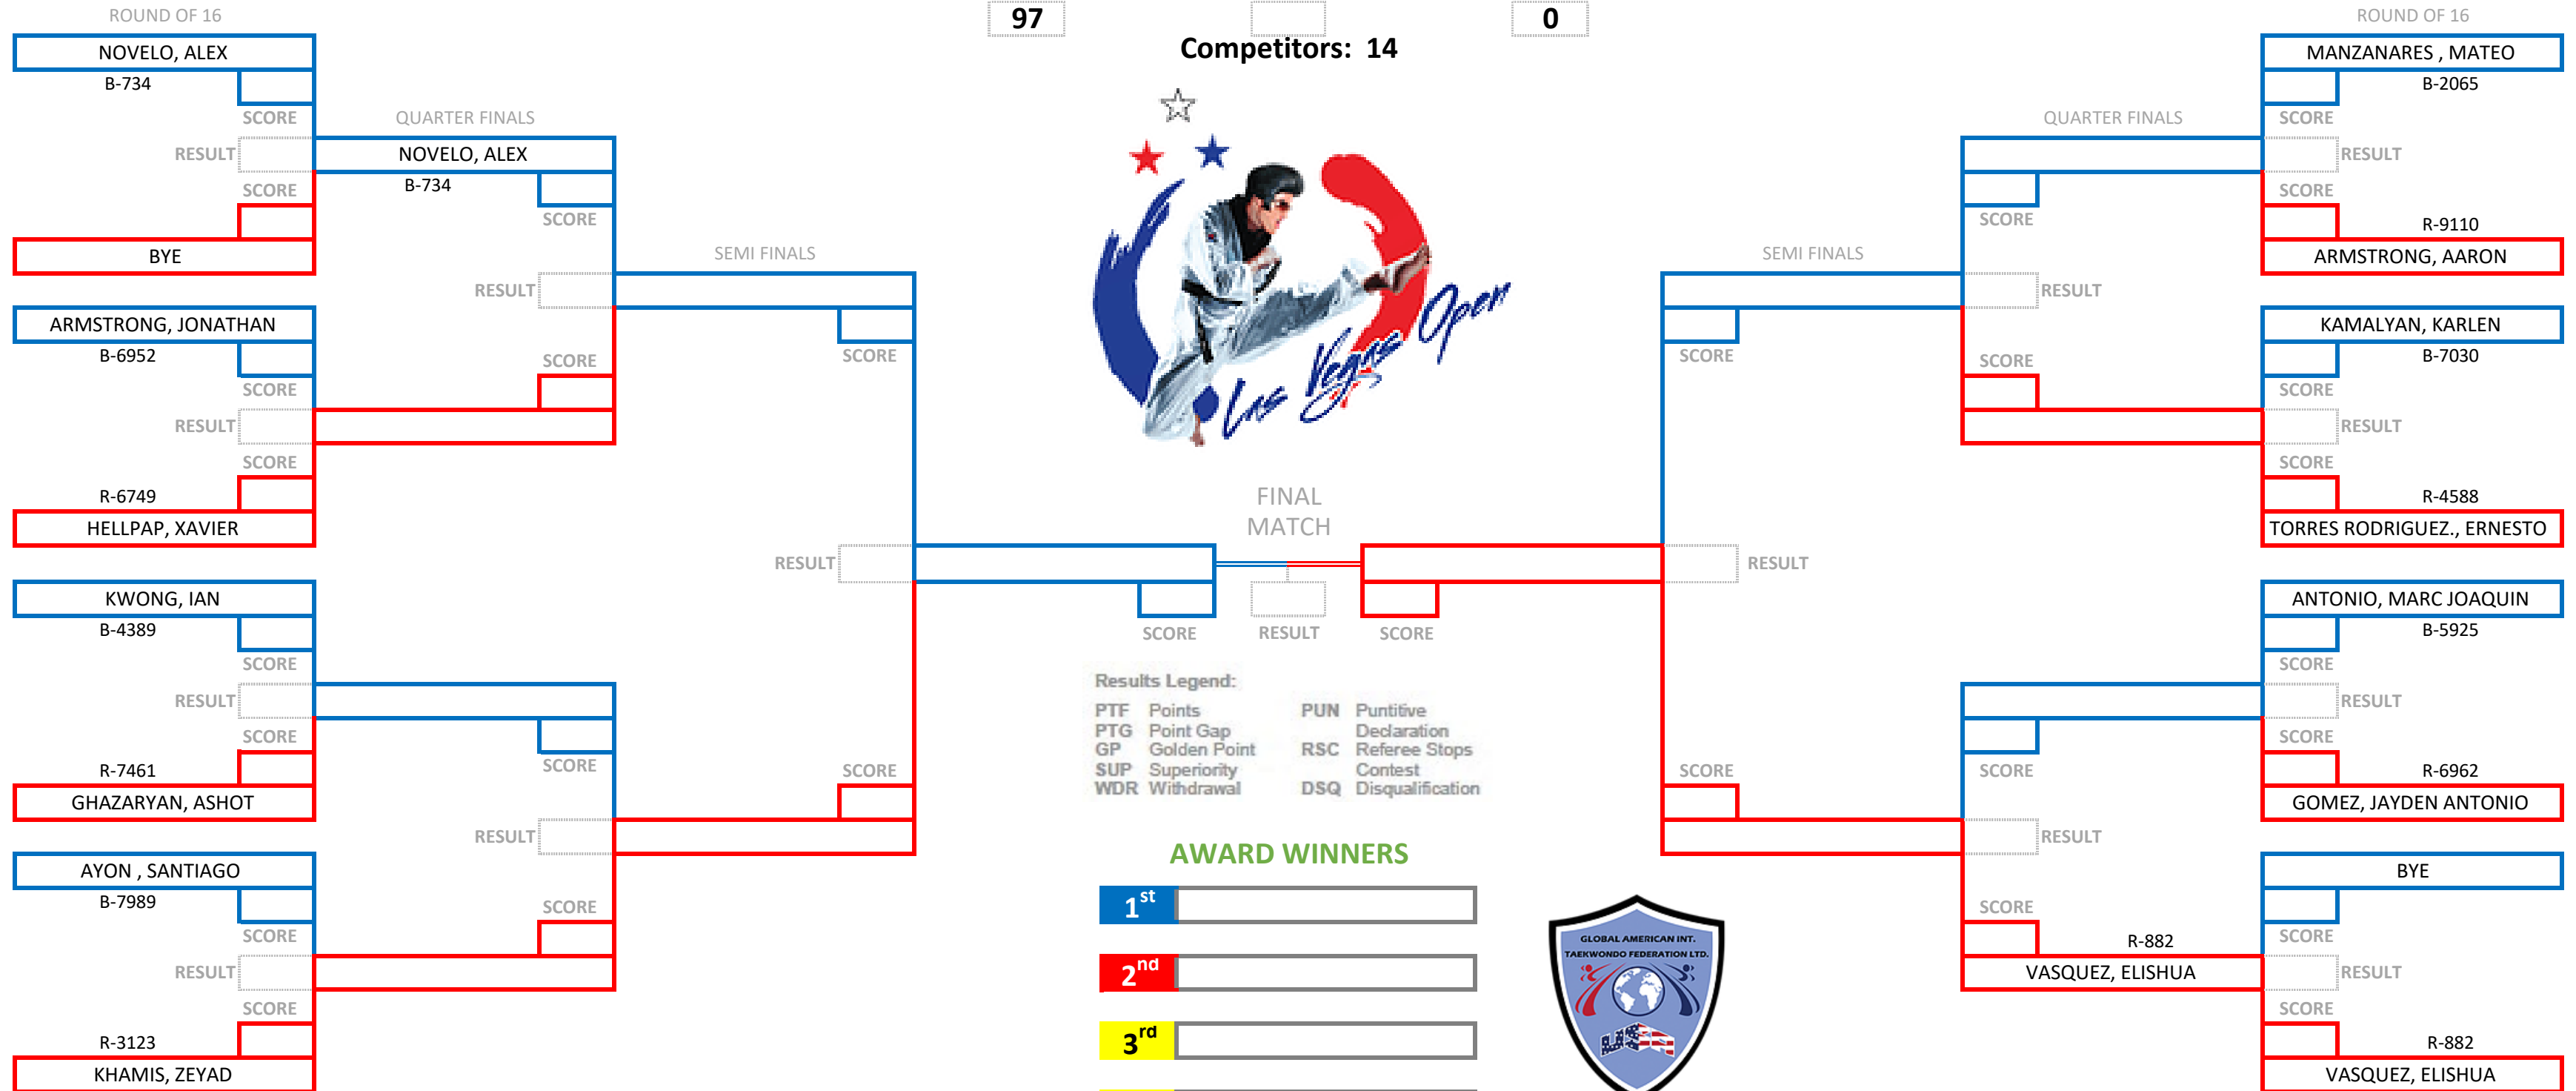 ROUND OF 16
97
0
ROUND OF 16
Competitors: 14
NOVELO, ALEX
B-734
SCORE
RESULT
SCORE
BYE
QUARTER FINALS
NOVELO, ALEX
B-734
SCORE
RESULT
SCORE
ARMSTRONG, JONATHAN
B-6952
SCORE
RESULT
SCORE
R-6749
HELLPAP, XAVIER
SEMI FINALS
SCORE
RESULT
SCORE
KWONG, IAN
B-4389
SCORE
RESULT
SCORE
R-7461
GHAZARYAN, ASHOT
SCORE
RESULT
SCORE
AYON , SANTIAGO
B-7989
SCORE
RESULT
SCORE
R-3123
KHAMIS, ZEYAD
Las Vegas Open
FINAL
MATCH
SCORE
RESULT
SCORE
Results Legend:
PTF Points
PTG Point Gap
GP Golden Point
SUP Superiority
WDR Withdrawal
PUN Puntitive
Declaration
RSC Referee Stops
Contest
DSQ Disqualification
AWARD WINNERS
1st
2nd
3rd
GLOBAL AMERICAN INT.
TAEKWONDO FEDERATION LTD.
USA
SEMI FINALS
SCORE
RESULT
SCORE
QUARTER FINALS
SCORE
RESULT
SCORE
MANZANARES , MATEO
B-2065
SCORE
RESULT
SCORE
R-9110
ARMSTRONG, AARON
KAMALYAN, KARLEN
B-7030
SCORE
RESULT
SCORE
R-4588
TORRES RODRIGUEZ., ERNESTO
ANTONIO, MARC JOAQUIN
B-5925
SCORE
RESULT
SCORE
R-6962
GOMEZ, JAYDEN ANTONIO
SCORE
RESULT
SCORE
R-882
VASQUEZ, ELISHUA
BYE
SCORE
RESULT
SCORE
R-882
VASQUEZ, ELISHUA